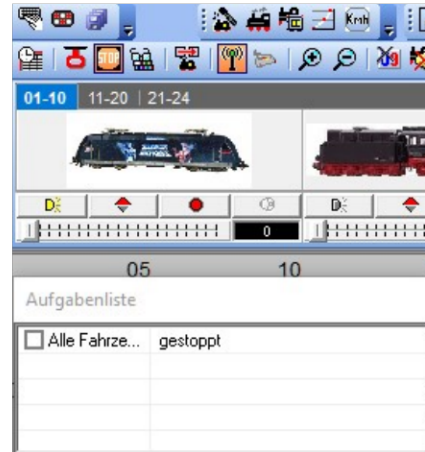 Kmh
STOP
01-10 11-20 21-24
D D
0
05 10
Aufgabenliste
Alle Fahrze... gestoppt